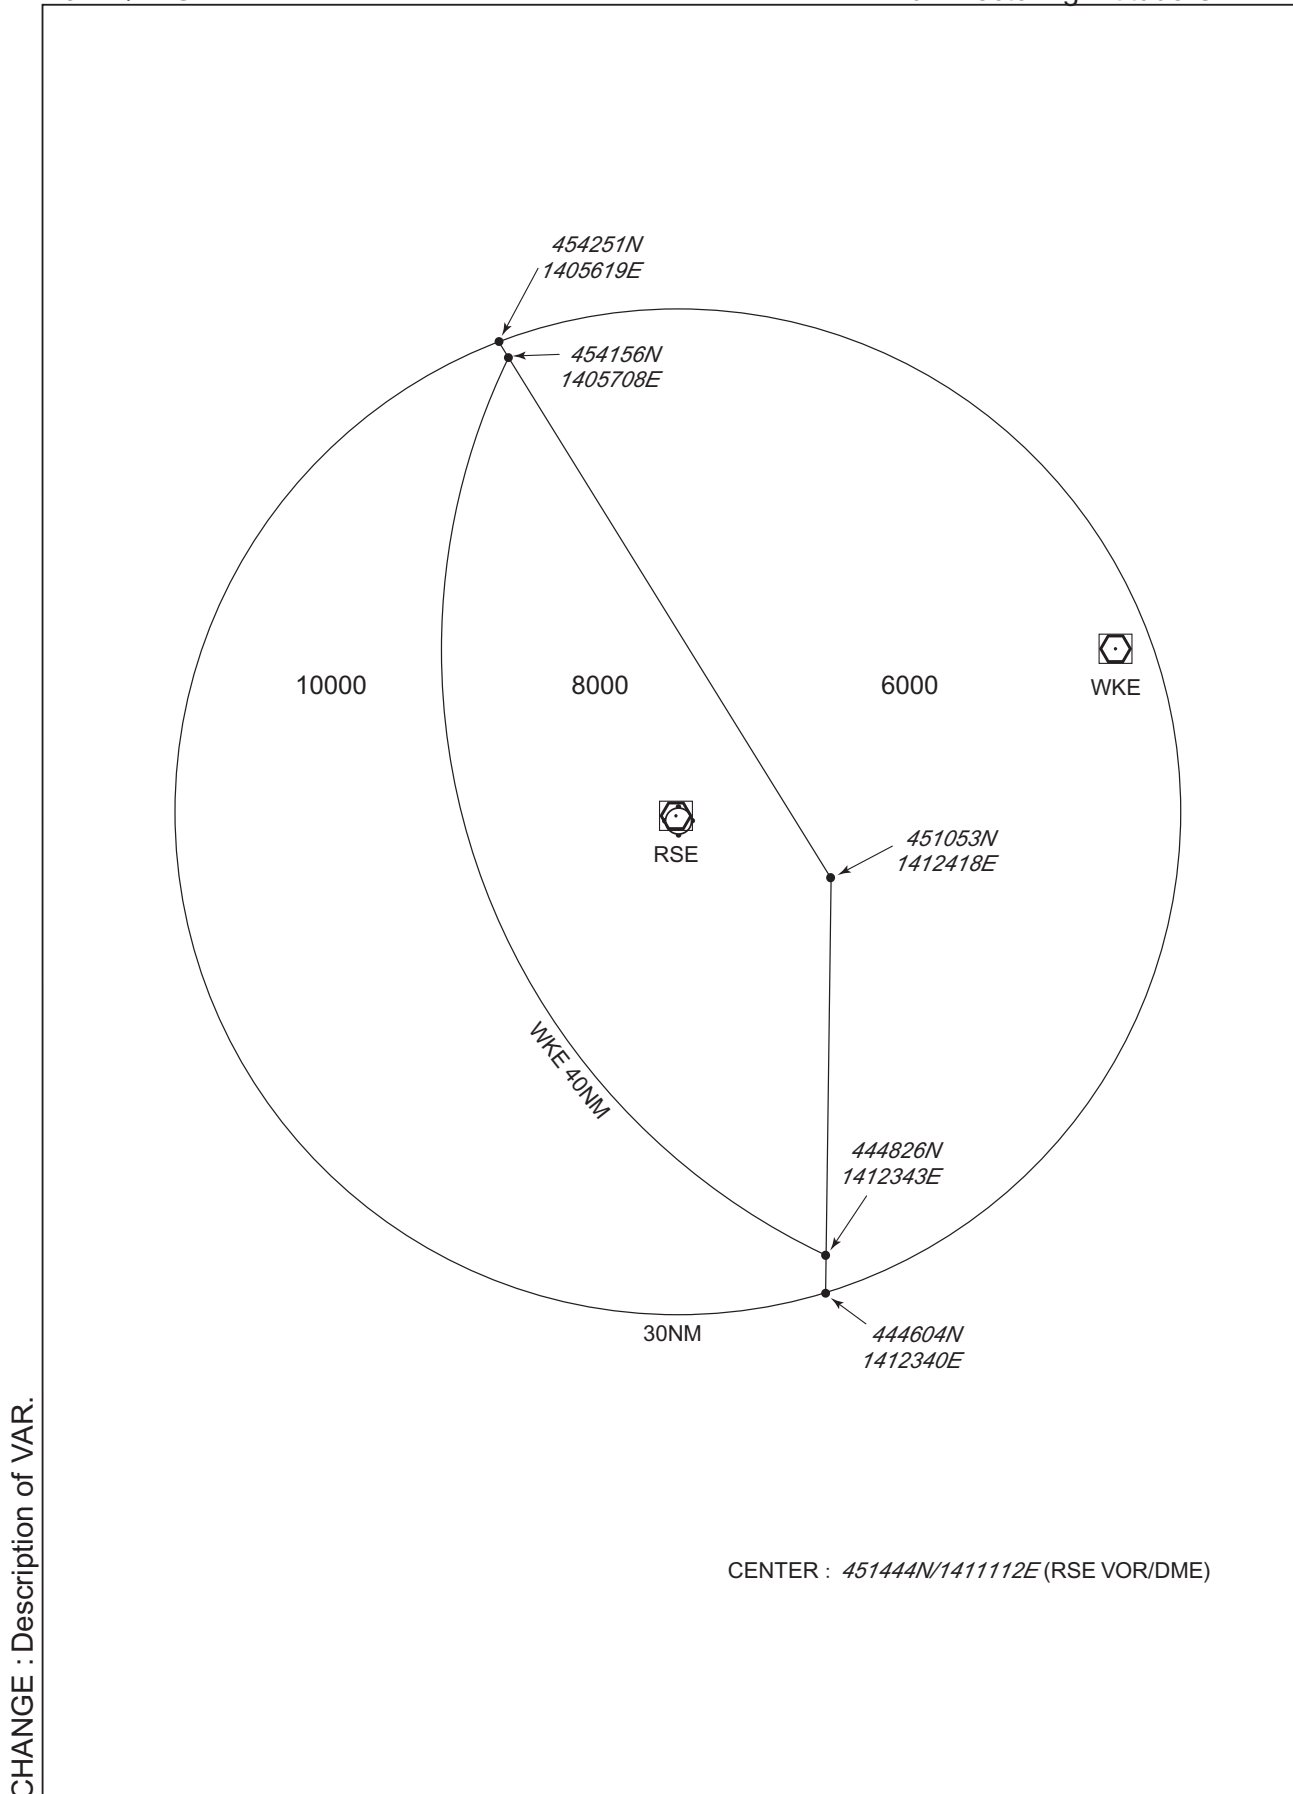 454251N
1405619E
454156N
1405708E
10000
8000
6000
WKE
RSE
451053N
1412418E
WKE 40NM
444826N
1412343E
444604N
1412340E
30NM
CENTER : 451444N/1411112E (RSE VOR/DME)
CHANGE : Description of VAR.